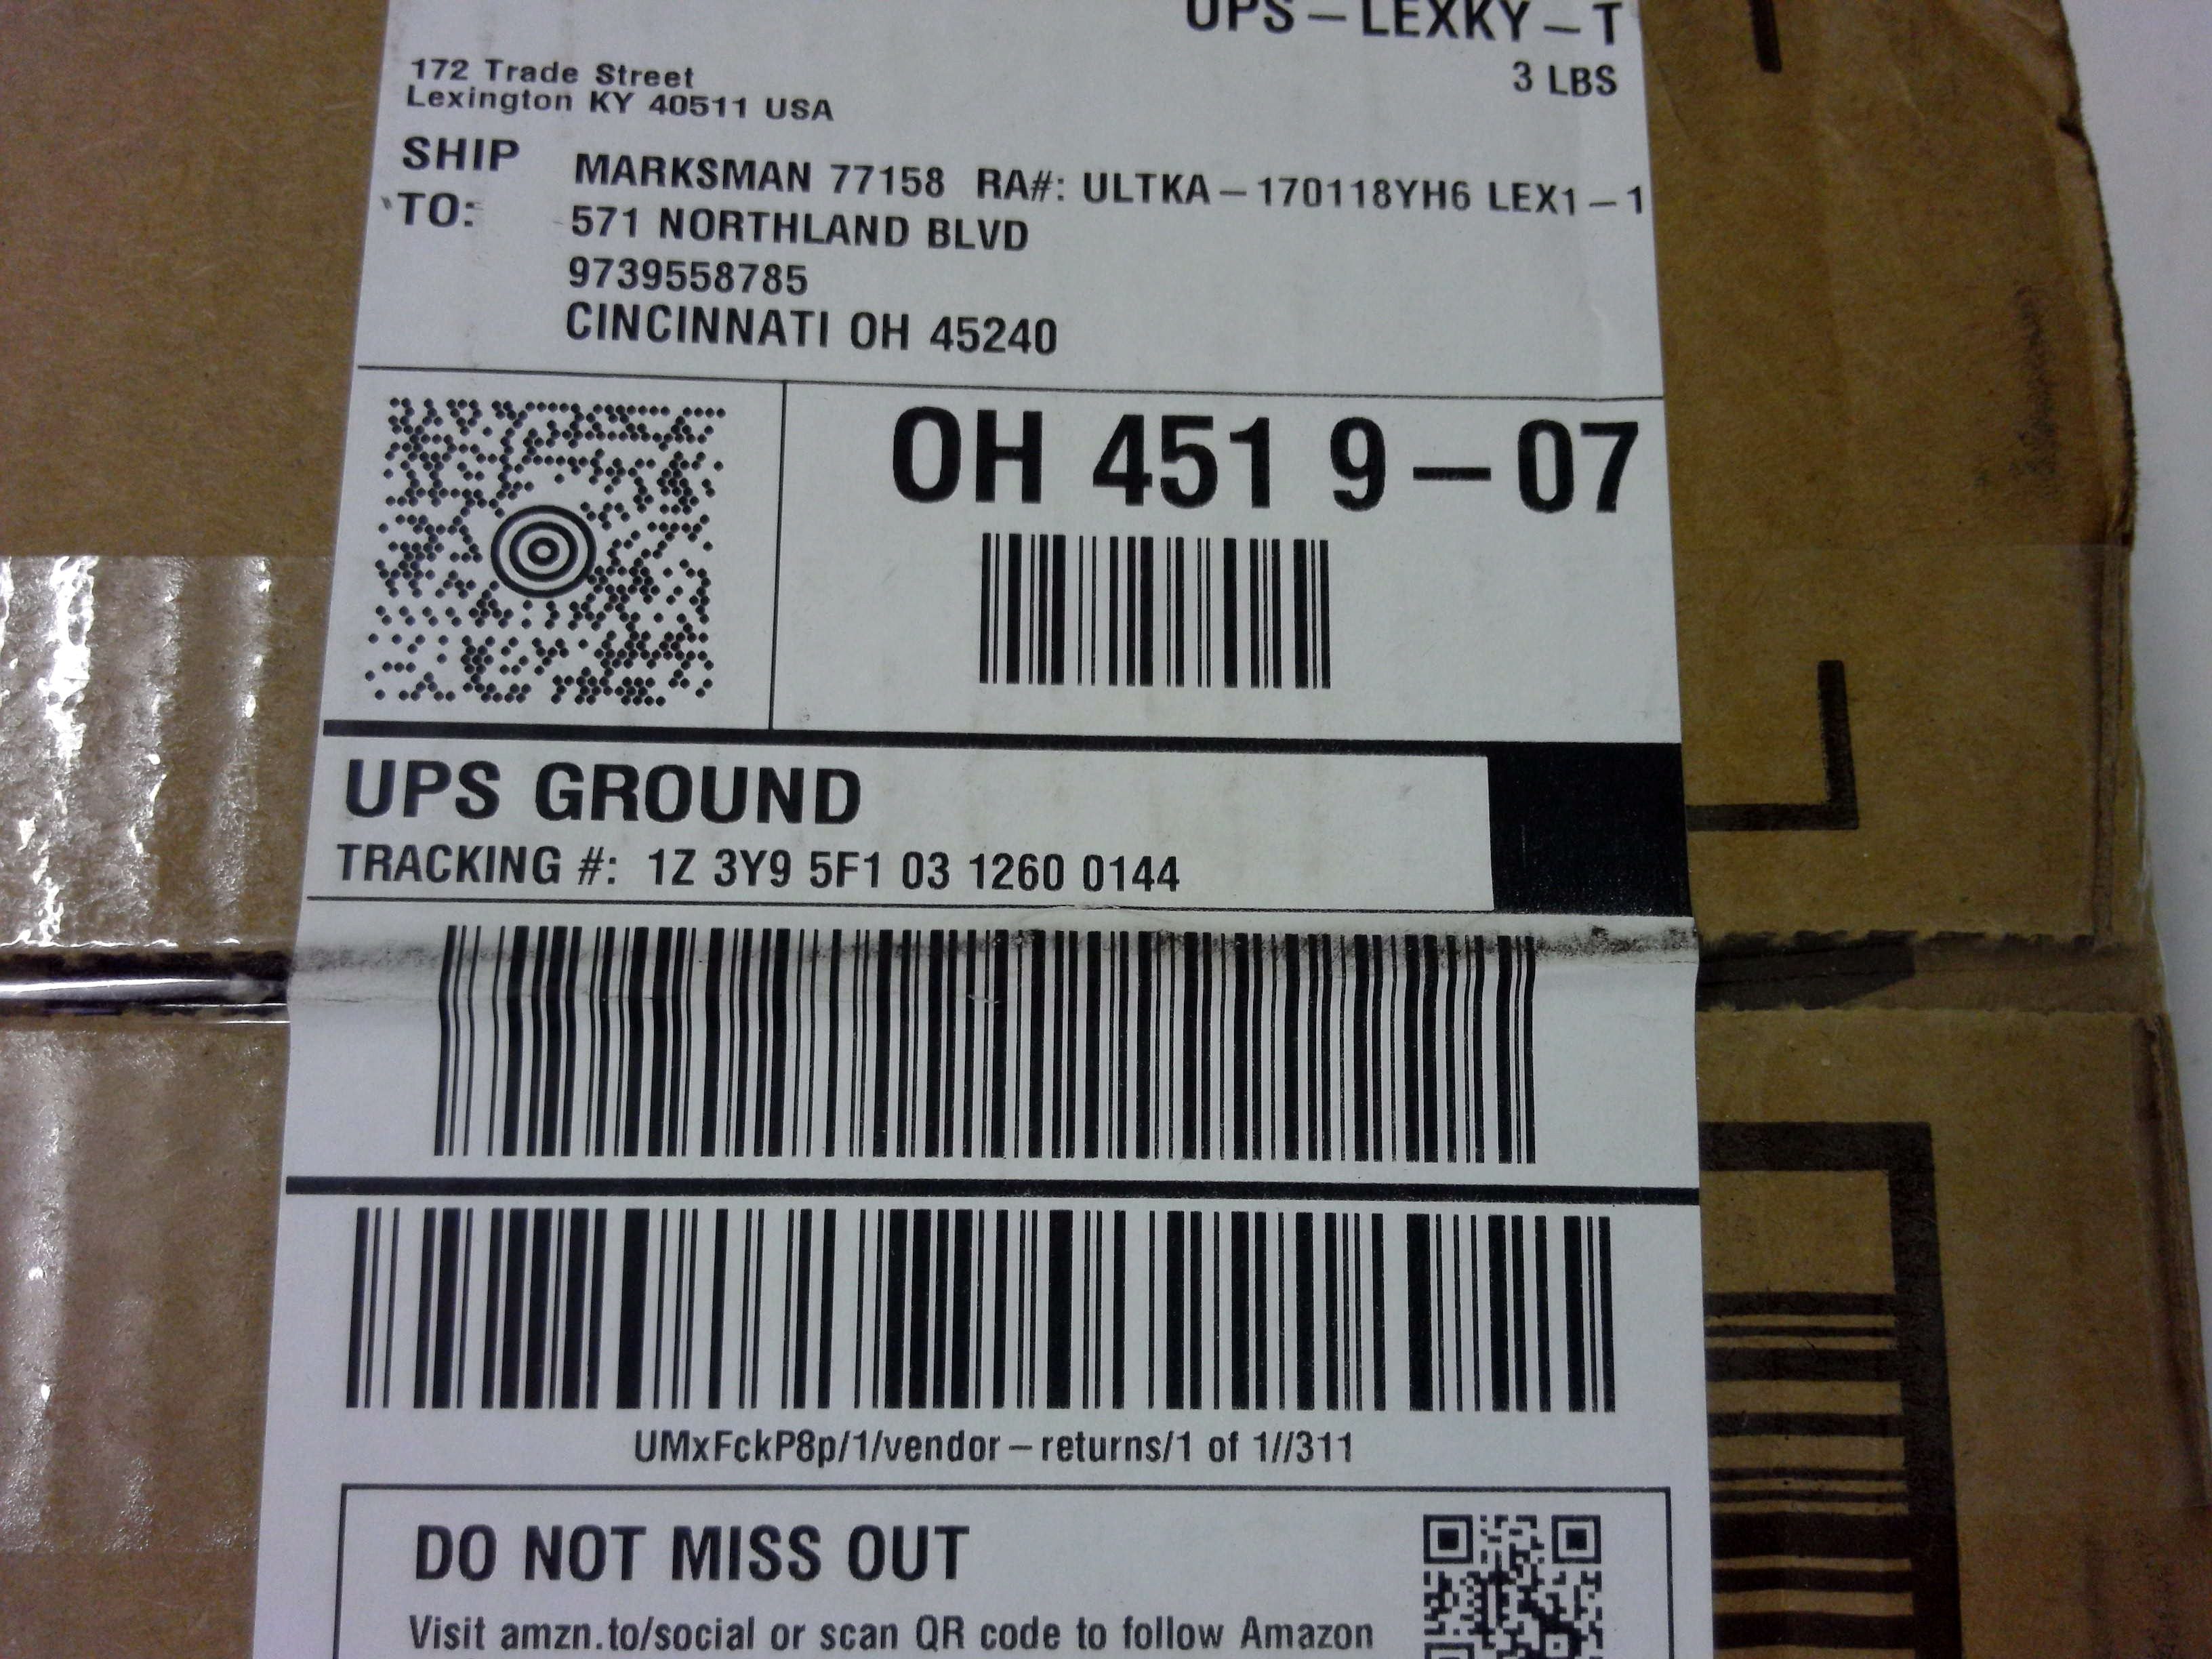 UPS – LEXKY – T
172 Trade Street
3 LBS
Lexington KY 40511 USA
SHIP TO:
MARKSMAN 77158 RA#: ULTKA – 170118YH6 LEX1 – 1
571 NORTHLAND BLVD
9739558785
CINCINNATI OH 45240
OH 451 9 – 07
UPS GROUND
TRACKING #: 1Z 3Y9 5F1 03 1260 0144
UMxFckP8p/1/vendor – returns/1 of 1//311
DO NOT MISS OUT
Visit amzn.to/social or scan QR code to follow Amazon